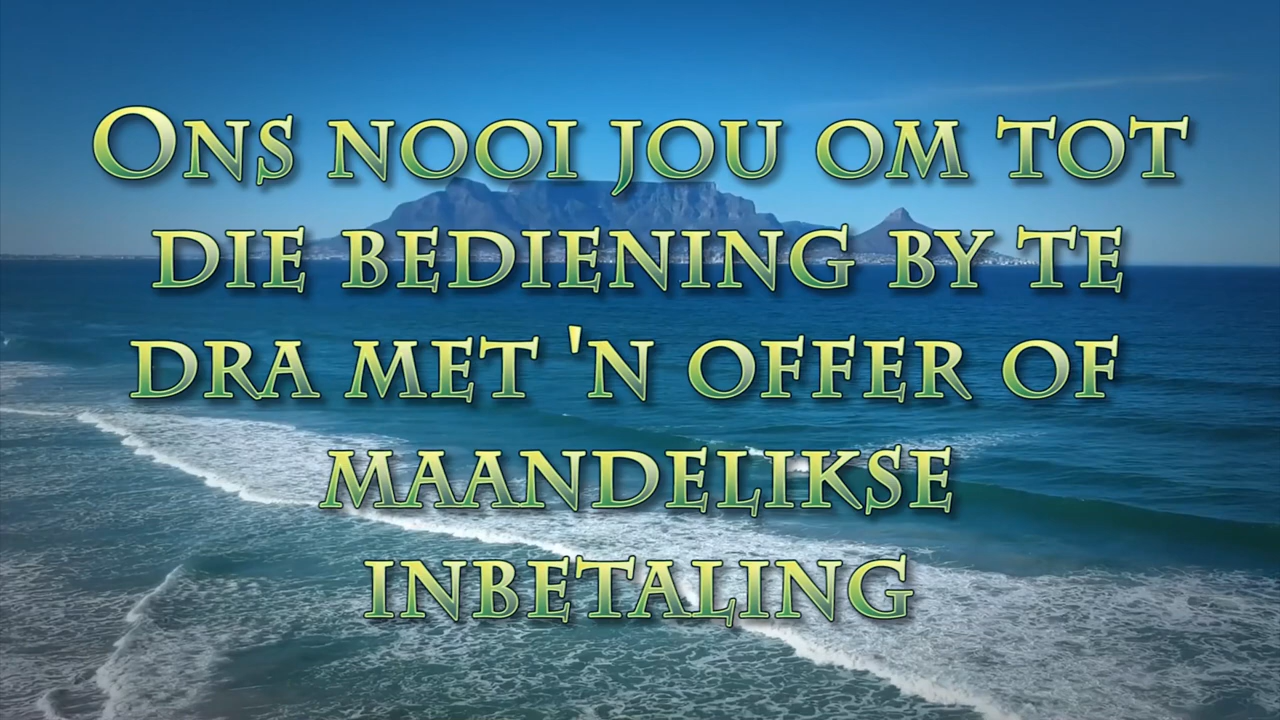 Ons nooi jou om tot
die bediening by te
dra met 'n offer of
maandelikse
inbetaling